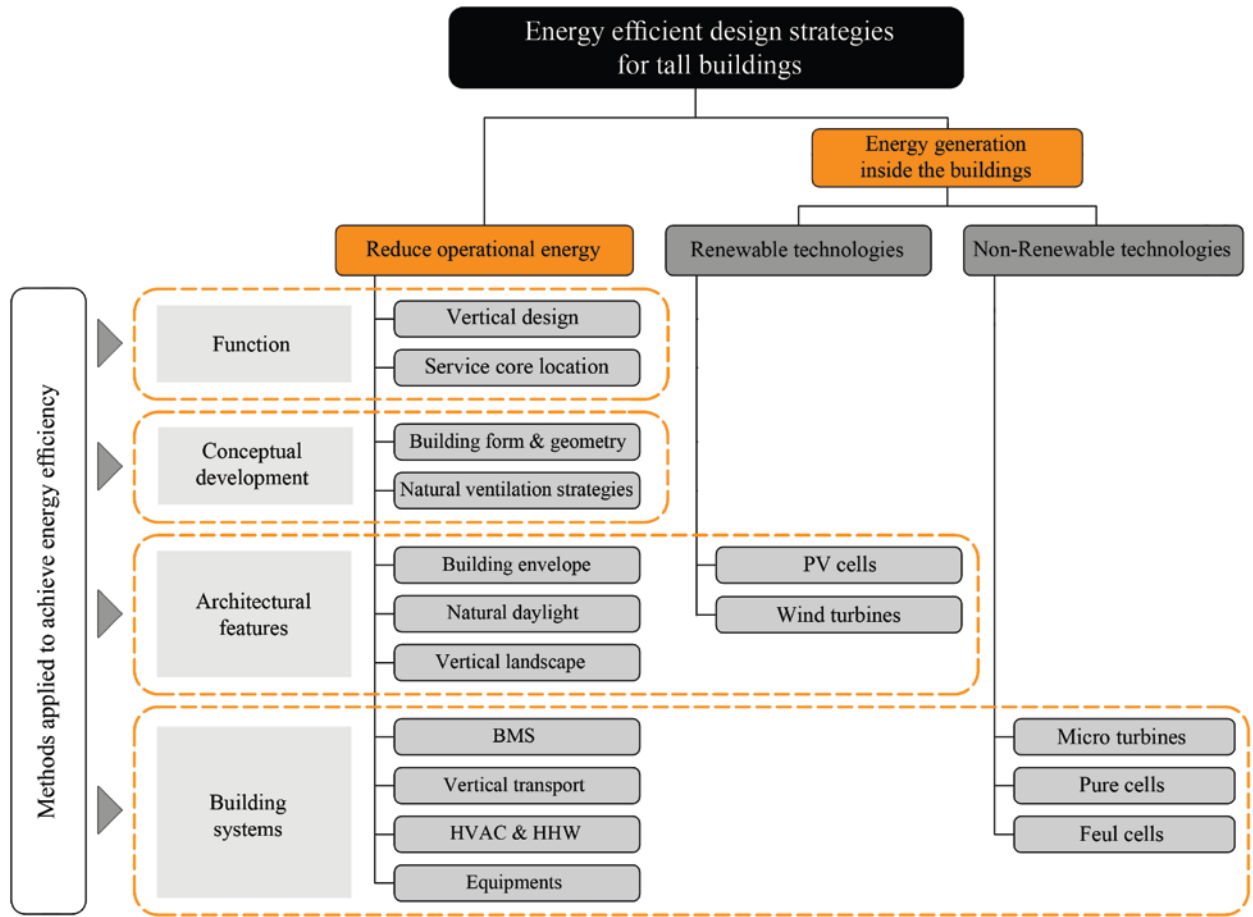 Energy efficient design strategies
for tall buildings
Energy generation
inside the buildings
Reduce operational energy
Renewable technologies
Non-Renewable technologies
Methods applied to achieve energy efficiency
Function
Vertical design
Service core location
Conceptual
development
Building form & geometry
Natural ventilation strategies
Architectural
features
Building envelope
Natural daylight
Vertical landscape
PV cells
Wind turbines
Building
systems
BMS
Vertical transport
HVAC & HHW
Equipments
Micro turbines
Pure cells
Feul cells